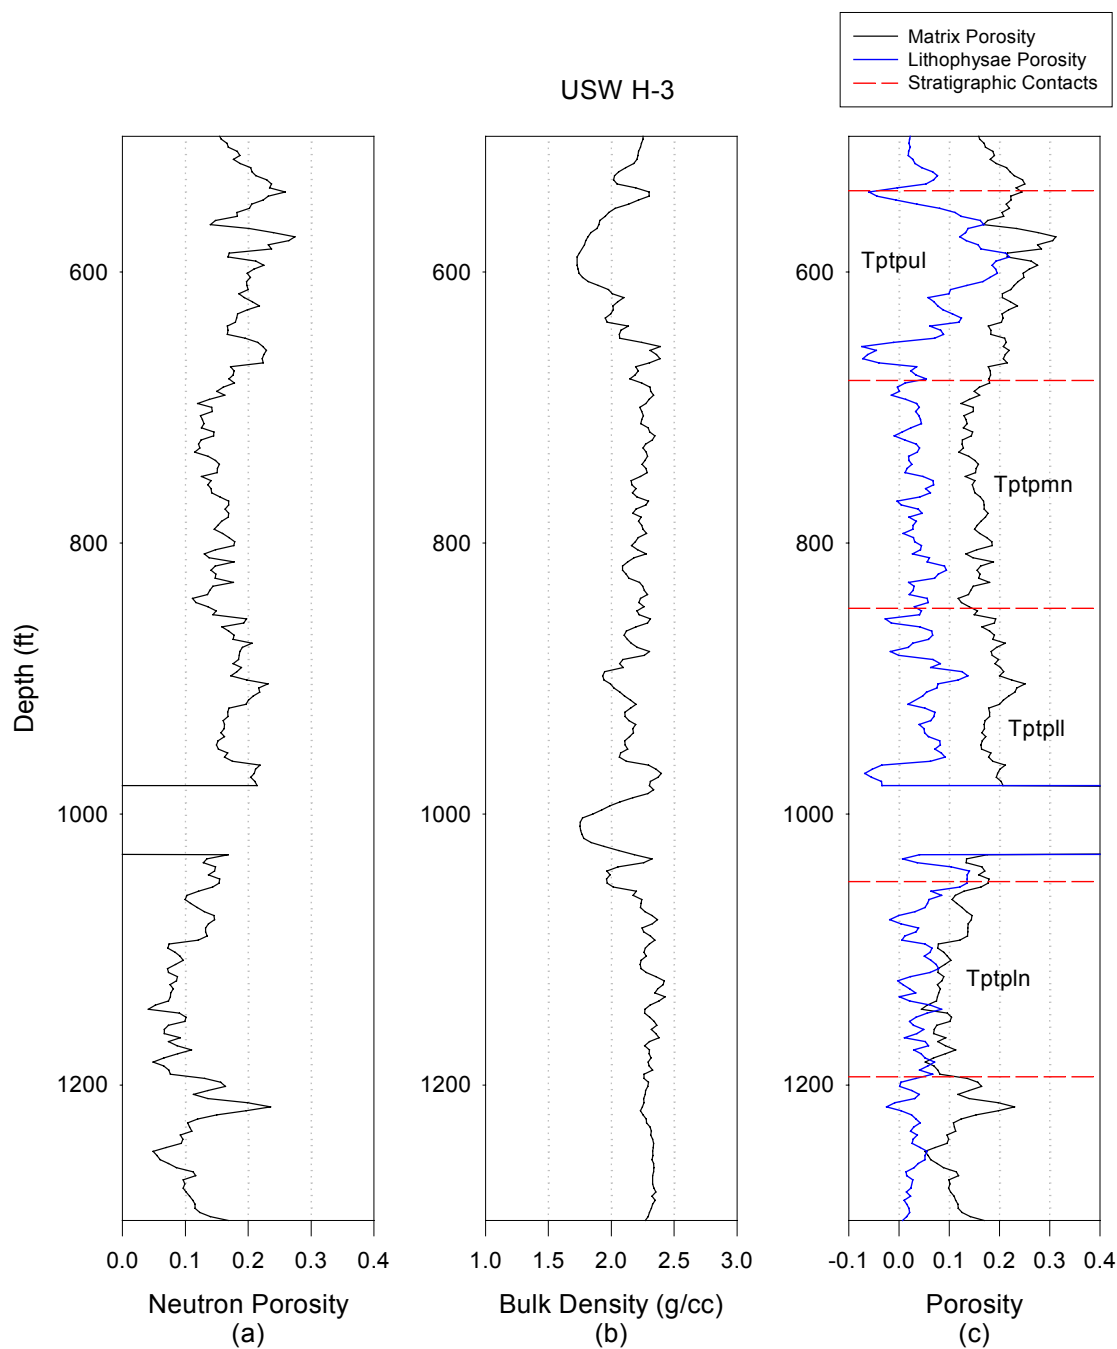 Matrix Porosity
Lithophysae Porosity
Stratigraphic Contacts
USW H-3
Depth (ft)
600
800
1000
1200
0.0 0.1 0.2 0.3 0.4
Neutron Porosity
(a)
600
800
1000
1200
1.0 1.5 2.0 2.5 3.0
Bulk Density (g/cc)
(b)
600
800
1000
1200
Tptpul
Tptpmn
Tptpll
Tptpln
-0.1 0.0 0.1 0.2 0.3 0.4
Porosity
(c)